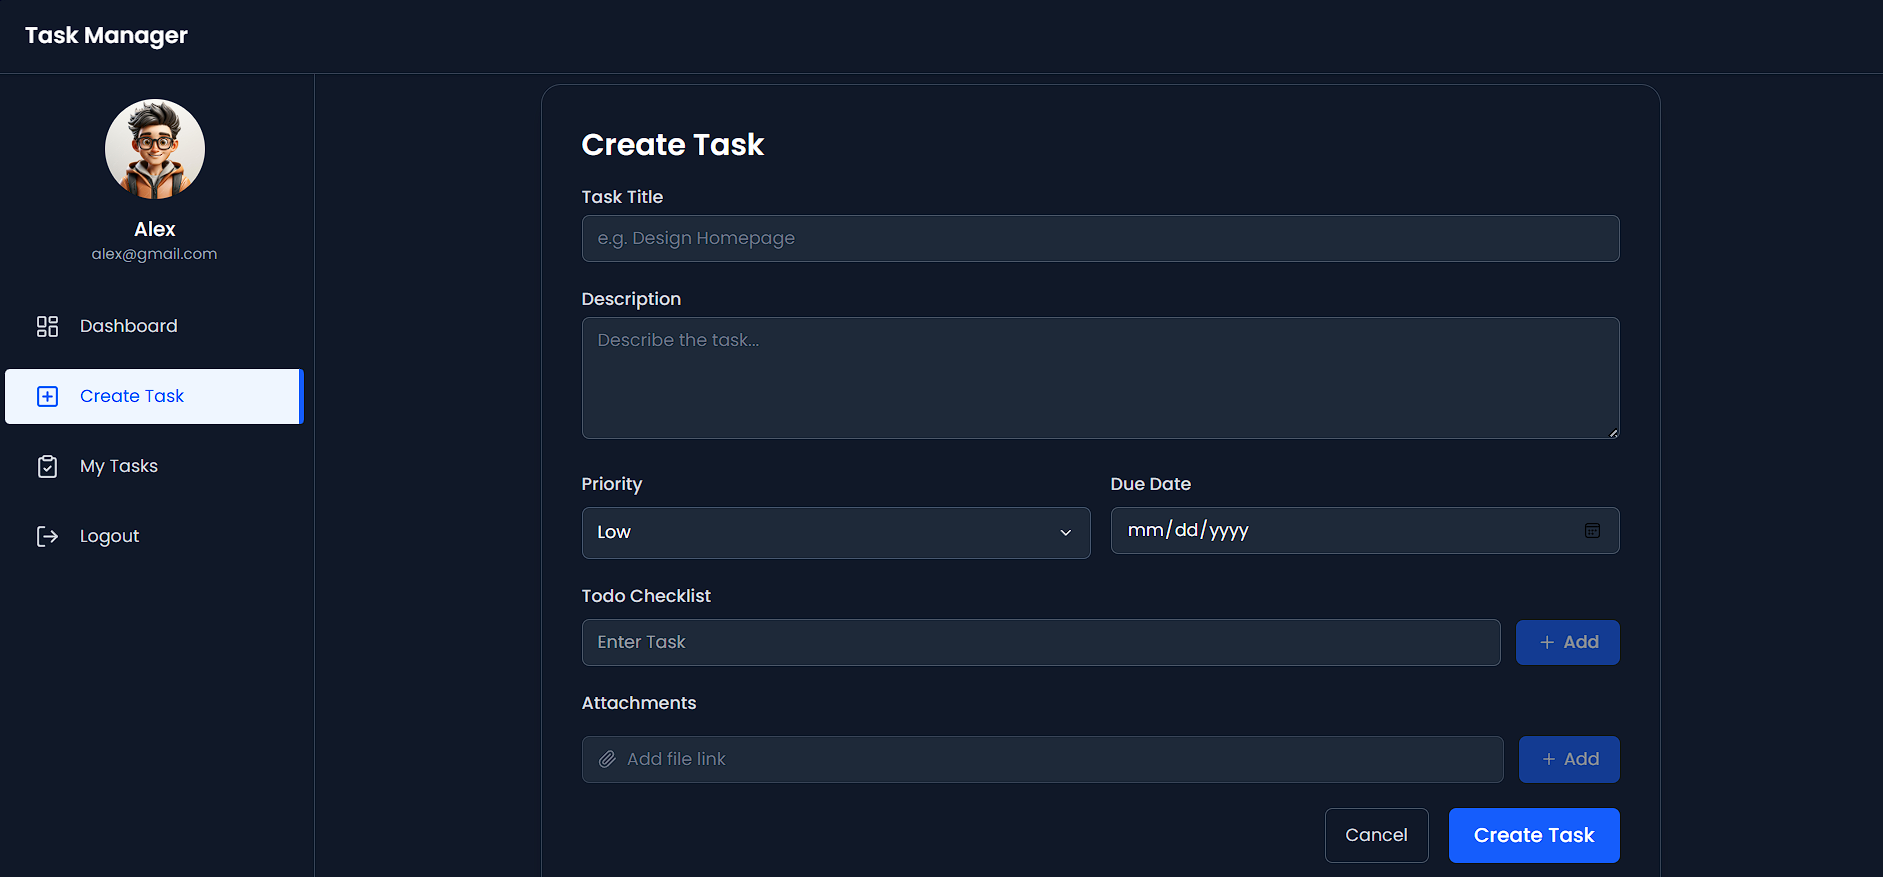 Task Manager
Alex
alex@gmail.com
Dashboard
Create Task
My Tasks
Logout
Create Task
Task Title
e.g. Design Homepage
Description
Describe the task...
Priority
Due Date
Low
mm/dd/yyyy
Todo Checklist
Enter Task
+ Add
Attachments
Add file link
+ Add
Cancel
Create Task